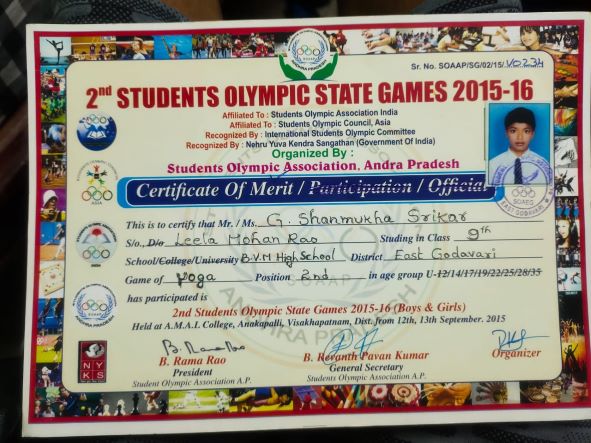 Sr. No. SOAAP/SG/02/15/ V0234
2nd STUDENTS OLYMPIC STATE GAMES 2015-16
Affiliated To : Students Olympic Association India
Affiliated To : Students Olympic Council, Asia
Recognized By : International Students Olympic Committee
Recognized By : Nehru Yuva Kendra Sangathan (Government Of India)
Organized By :
Students Olympic Association, Andra Pradesh
Certificate Of Merit / Participation / Official
This is to certify that Mr. / Ms. G. Shanmukha Srikar
S/o., D/o Leela Mohan Rao Studing in Class 9th
School/College/University B.V.M High School District East Godavari
Game of Yoga Position 2nd in age group U-12/14/17/19/22/25/28/35
has participated in
2nd Students Olympic State Games 2015-16 (Boys & Girls)
Held at A.M.A.L College, Anakapalli, Visakhapatnam, Dist. from 12th, 13th September. 2015
B. Rama Rao
B. Rama Rao
President
Student Olympic Association A.P.
B. Revanth Pavan Kumar
General Secretary
Student Olympic Association A.P.
Organizer
ANDHRA PRADESH
SOAAP
ASIA
NYKS
SOAEG
EAST GODAVARI